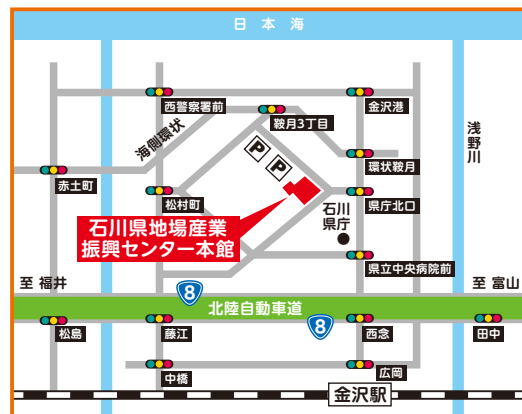 日本海
西警察署前
金沢港
鞍月3丁目
海側環状
浅野川
P
P
環状鞍月
赤土町
松村町
県庁北口
石川県地場産業
振興センター本館
石川
県庁
県立中央病院前
至 福井
至 富山
8
北陸自動車道
8
松島
藤江
西念
田中
中橋
広岡
金沢駅